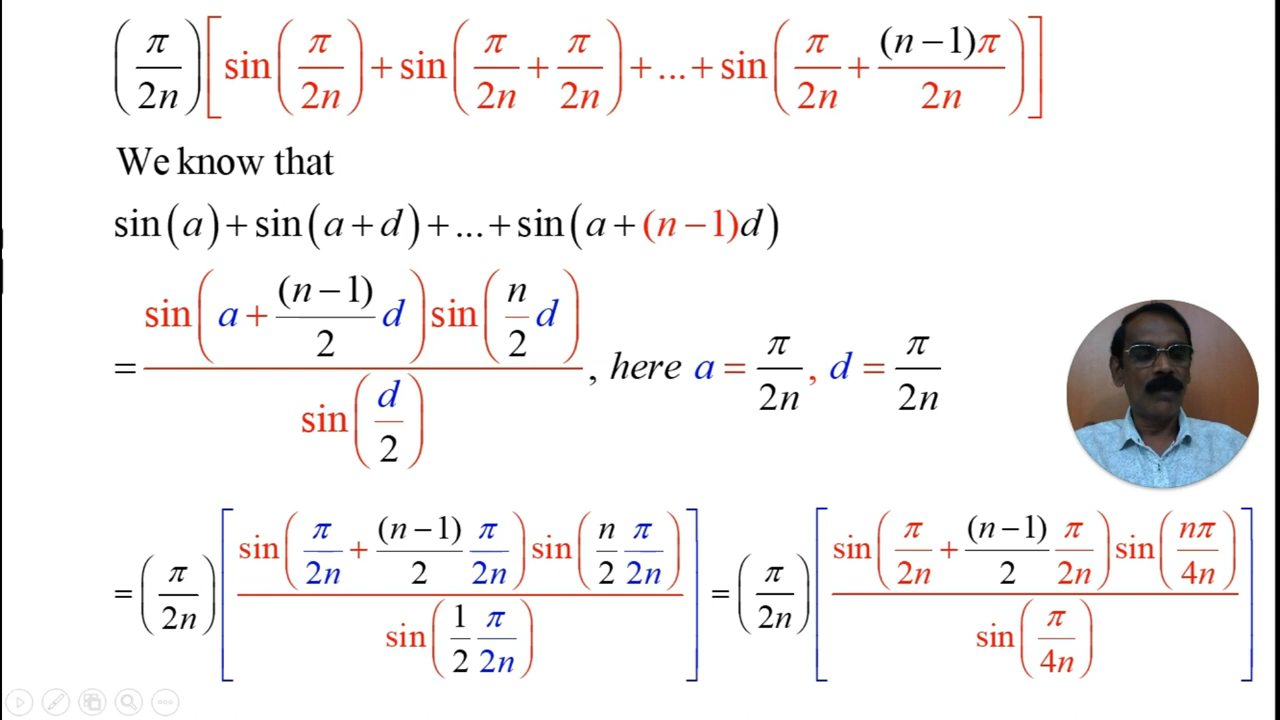 (π/2n)[sin(π/2n)+sin(π/2n+π/2n)+...+sin(π/2n+(n−1)π/2n)]
We know that
sin(a)+sin(a+d)+...+sin(a+(n−1)d)
=sin(a+(n−1)/2 d)sin(n/2 d)/sin(d/2), here a=π/2n, d=π/2n
=(π/2n)[sin(π/2n+(n−1)/2 π/2n)sin(n/2 π/2n)/sin(1/2 π/2n)]=(π/2n)[sin(π/2n+(n−1)/2 π/2n)sin(nπ/4n)/sin(π/4n)]